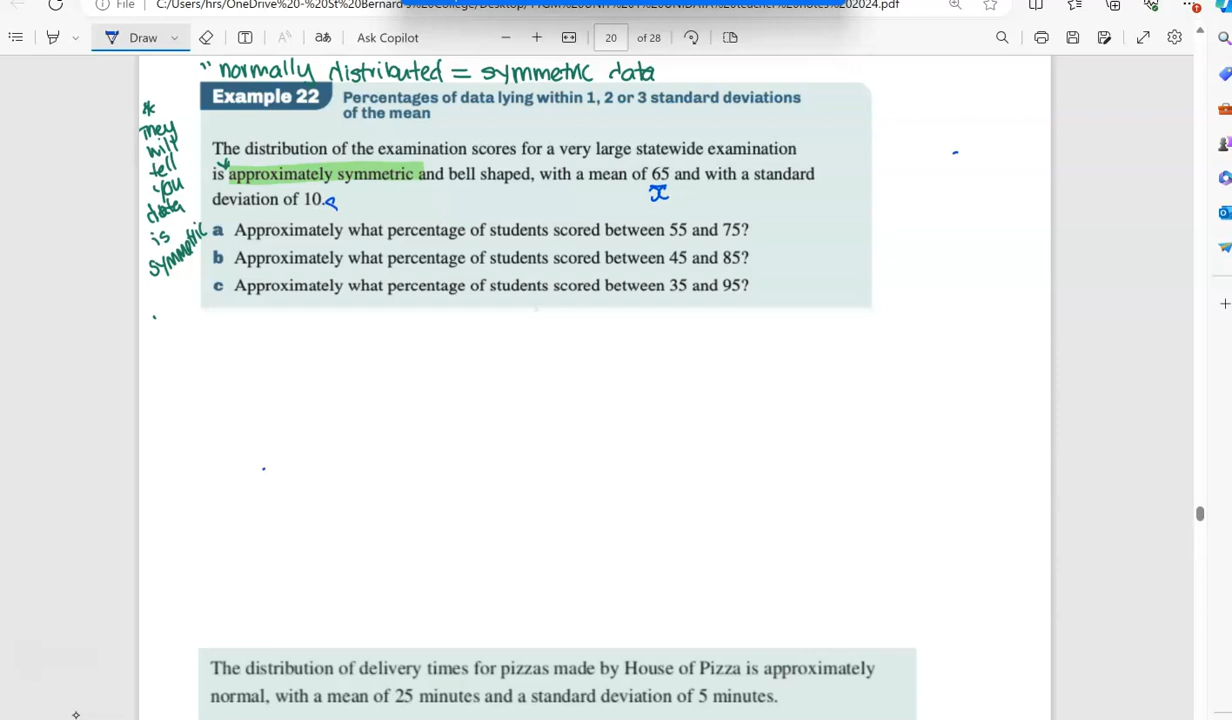 File
C:/Users/hrs/OneDrive%20-%20St
2024.pdf
Draw
aあ
Ask Copilot
20 of 28
normally distributed = symmetric data
Example 22 Percentages of data lying within 1, 2 or 3 standard deviations
of the mean
* They
will
tell
you
data
is
symmetric
The distribution of the examination scores for a very large statewide examination
is approximately symmetric and bell shaped, with a mean of 65 and with a standard
x̄
deviation of 10.
a Approximately what percentage of students scored between 55 and 75?
b Approximately what percentage of students scored between 45 and 85?
c Approximately what percentage of students scored between 35 and 95?
The distribution of delivery times for pizzas made by House of Pizza is approximately
normal, with a mean of 25 minutes and a standard deviation of 5 minutes.